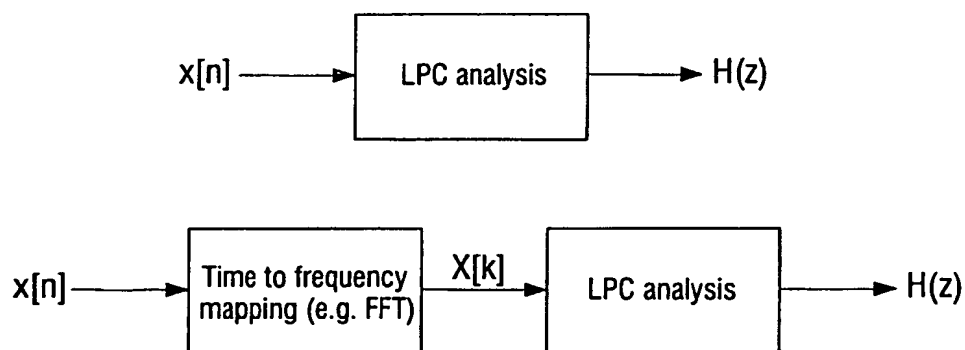 x[n]
LPC analysis
H(z)
x[n]
Time to frequency
mapping (e.g. FFT)
X[k]
LPC analysis
H(z)